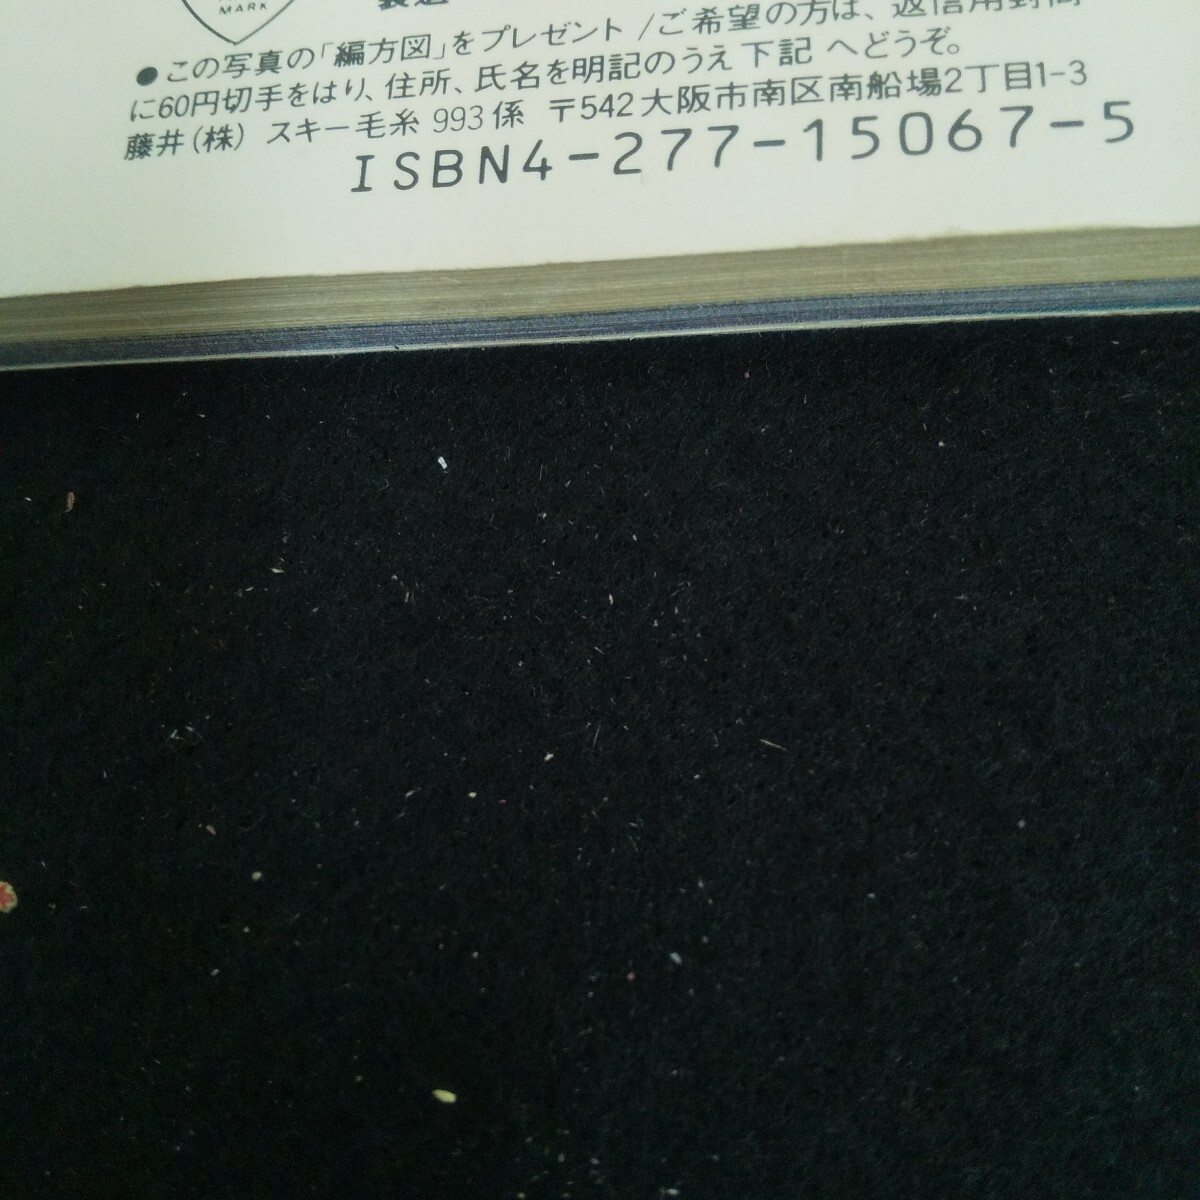 MARK
製造
●この写真の「編方図」をプレゼント/ご希望の方は、返信用封筒
に60円切手をはり、住所、氏名を明記のうえ下記 へどうぞ。
藤井(株) スキー毛糸 993係 〒542大阪市南区南船場2丁目1-3
ISBN4-277-15067-5